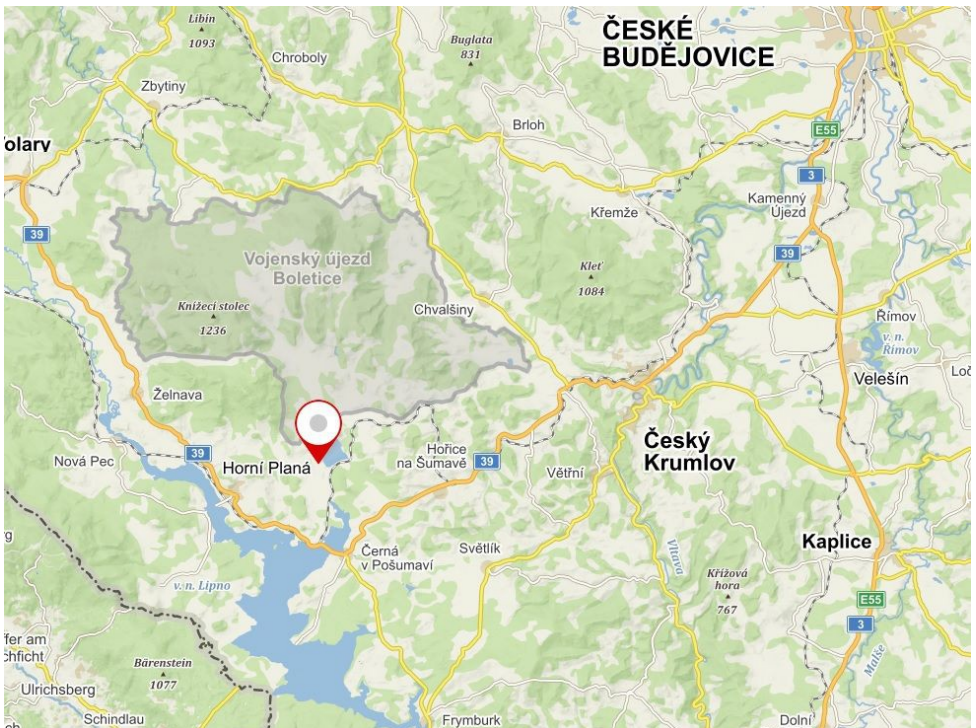 Libín
1093
Chroboly
Buglata
831
ČESKÉ
BUDĚJOVICE
Zbytiny
Brloh
E55
3
Křemže
Kamenný
Újezd
39
39
Vojenský újezd
Boletice
Knížecí stolec
1236
Kleť
1084
Chvalšiny
Římov
v. n.
Římov
Velešín
Želnava
Nová Pec
39
Horní Planá
Hořice
na Šumavě
39
Větřní
Český
Krumlov
Kaplice
Černá
v Pošumaví
Světlík
Vltava
Křížová
hora
767
v. n. Lipno
E55
3
Malše
Bärenstein
1077
Ulrichsberg
Schindlau
Frymburk
Dolní